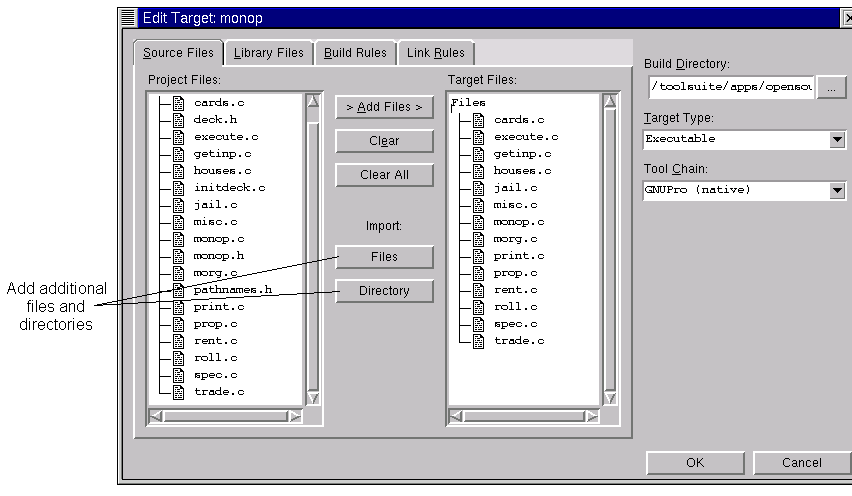 Edit Target: monop
Source Files
Library Files
Build Rules
Link Rules
Project Files:
cards.c
deck.h
execute.c
getinp.c
houses.c
initdeck.c
jail.c
misc.c
monop.c
monop.h
morg.c
pathnames.h
print.c
prop.c
rent.c
roll.c
spec.c
trade.c
> Add Files >
Clear
Clear All
Import:
Files
Directory
Target Files:
Files
cards.c
execute.c
getinp.c
houses.c
jail.c
misc.c
monop.c
morg.c
print.c
prop.c
rent.c
roll.c
spec.c
trade.c
Build Directory:
/toolsuite/apps/opensou
...
Target Type:
Executable
Tool Chain:
GNUPro (native)
Add additional
files and
directories
OK
Cancel